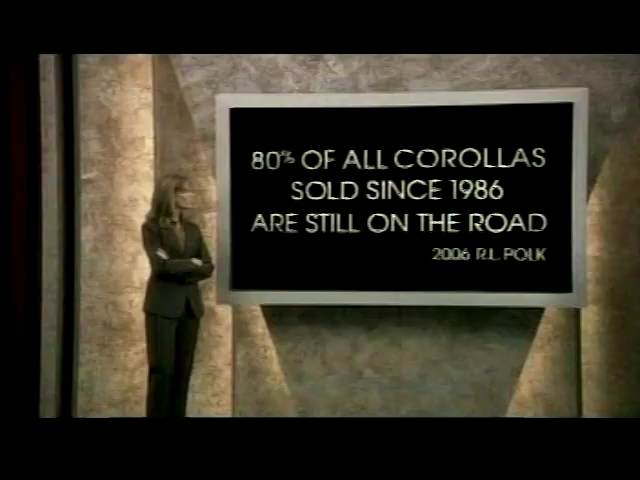 80% OF ALL COROLLAS
SOLD SINCE 1986
ARE STILL ON THE ROAD
2006 R.L. POLK